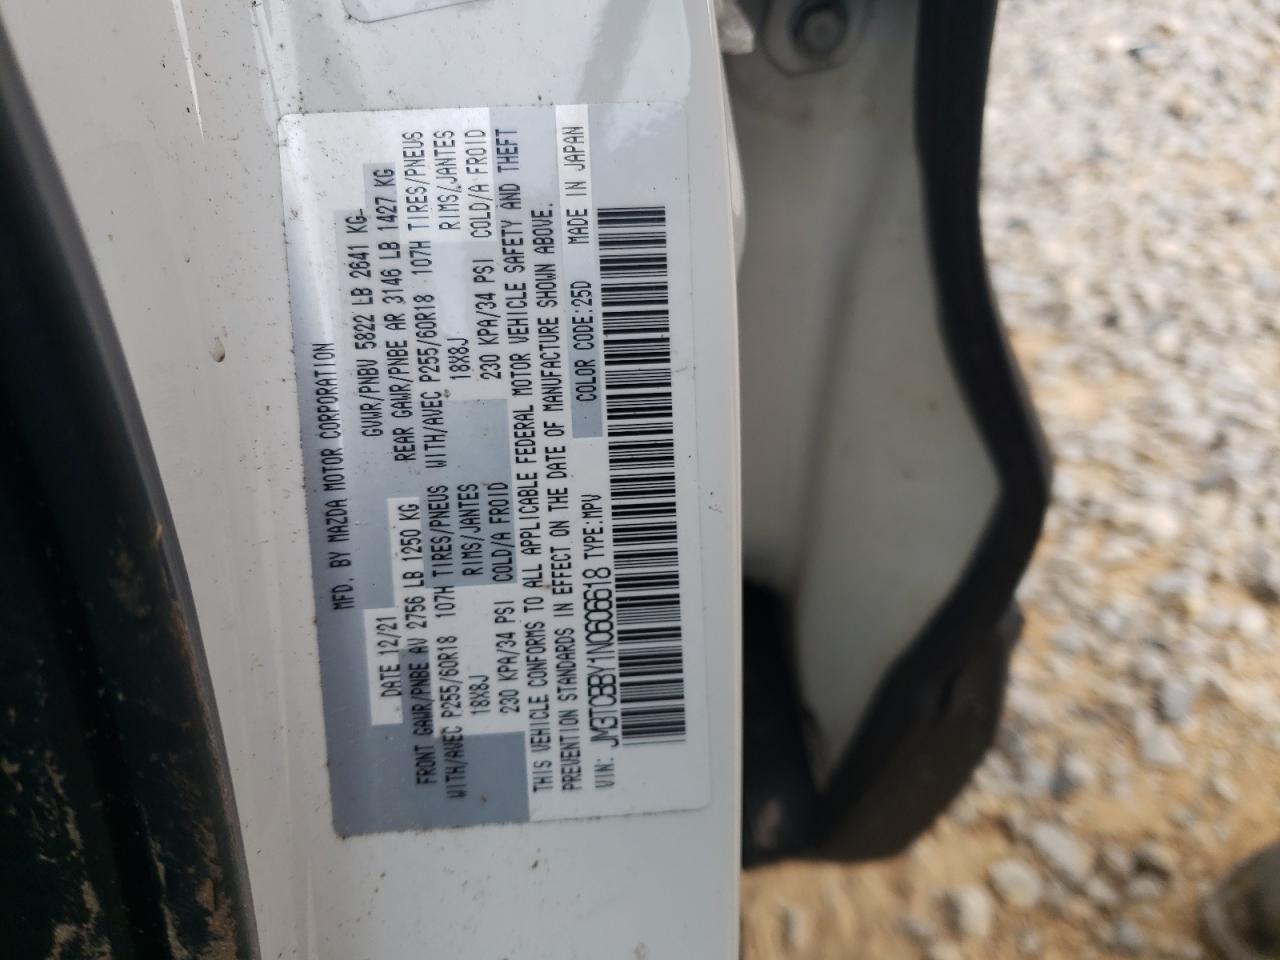 MFD. BY MAZDA MOTOR CORPORATION
DATE 12/21 GVWR/PNBV 5822 LB 2641 KG
FRONT GAWR/PNBE AV 2756 LB 1250 KG REAR GAWR/PNBE AR 3146 LB 1427 KG
WITH/AVEC P255/60R18 107H TIRES/PNEUS WITH/AVEC P255/60R18 107H TIRES/PNEUS
18X8J RIMS/JANTES 18X8J RIMS/JANTES
230 KPA/34 PSI COLD/A FROID 230 KPA/34 PSI COLD/A FROID
THIS VEHICLE CONFORMS TO ALL APPLICABLE FEDERAL MOTOR VEHICLE SAFETY AND THEFT
PREVENTION STANDARDS IN EFFECT ON THE DATE OF MANUFACTURE SHOWN ABOVE.
VIN: JM3TCBBY1N0606618 TYPE:MPV COLOR CODE:25D MADE IN JAPAN